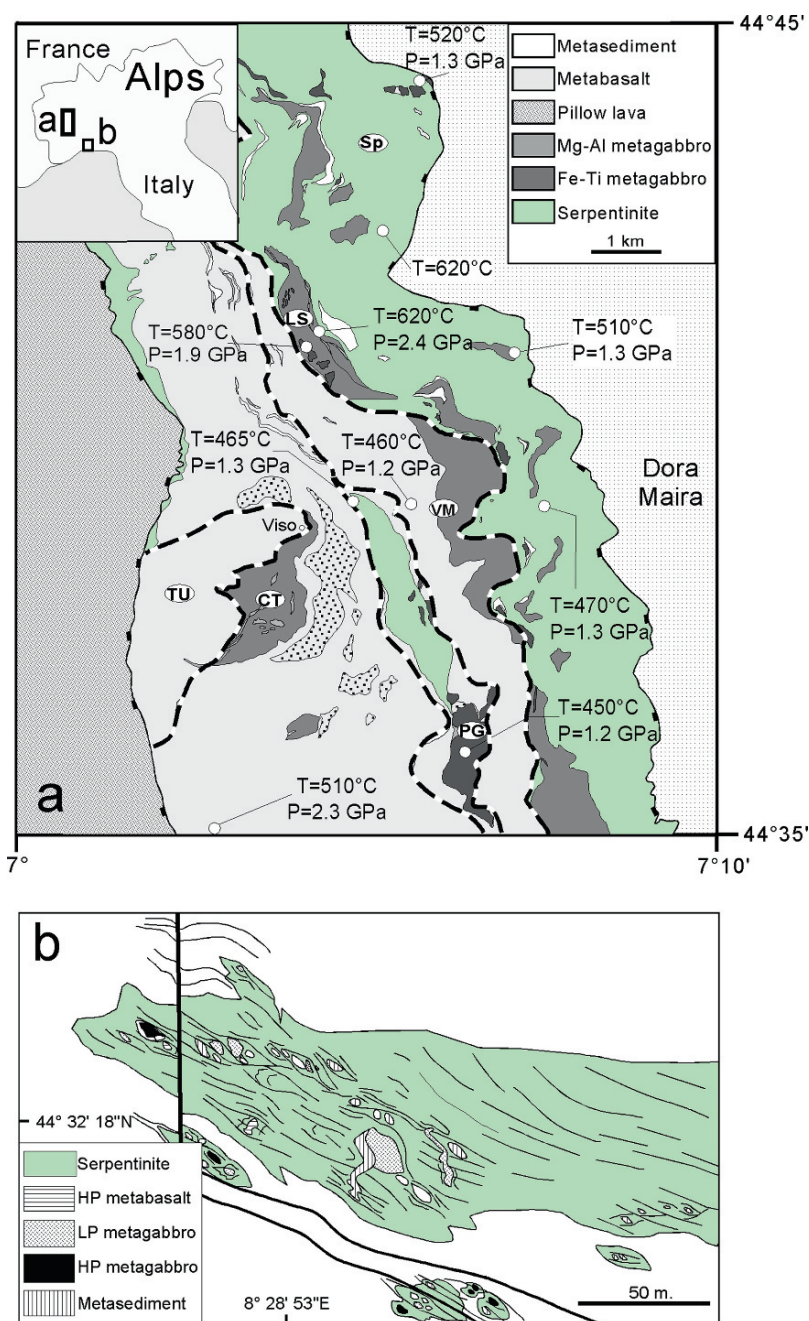 France
Alps
a
b
Italy
T=520°C
P=1.3 GPa
44°45'
Metasediment
Metabasalt
Pillow lava
Mg-Al metagabbro
Fe-Ti metagabbro
Serpentinite
1 km
Sp
T=620°C
LS
T=580°C
P=1.9 GPa
T=620°C
P=2.4 GPa
T=510°C
P=1.3 GPa
T=465°C
P=1.3 GPa
T=460°C
P=1.2 GPa
Dora
Maira
Viso
VM
TU
CT
T=470°C
P=1.3 GPa
T=450°C
P=1.2 GPa
PG
T=510°C
P=2.3 GPa
a
44°35'
7°
7°10'
b
44° 32' 18"N
Serpentinite
HP metabasalt
LP metagabbro
HP metagabbro
Metasediment
8° 28' 53"E
50 m.